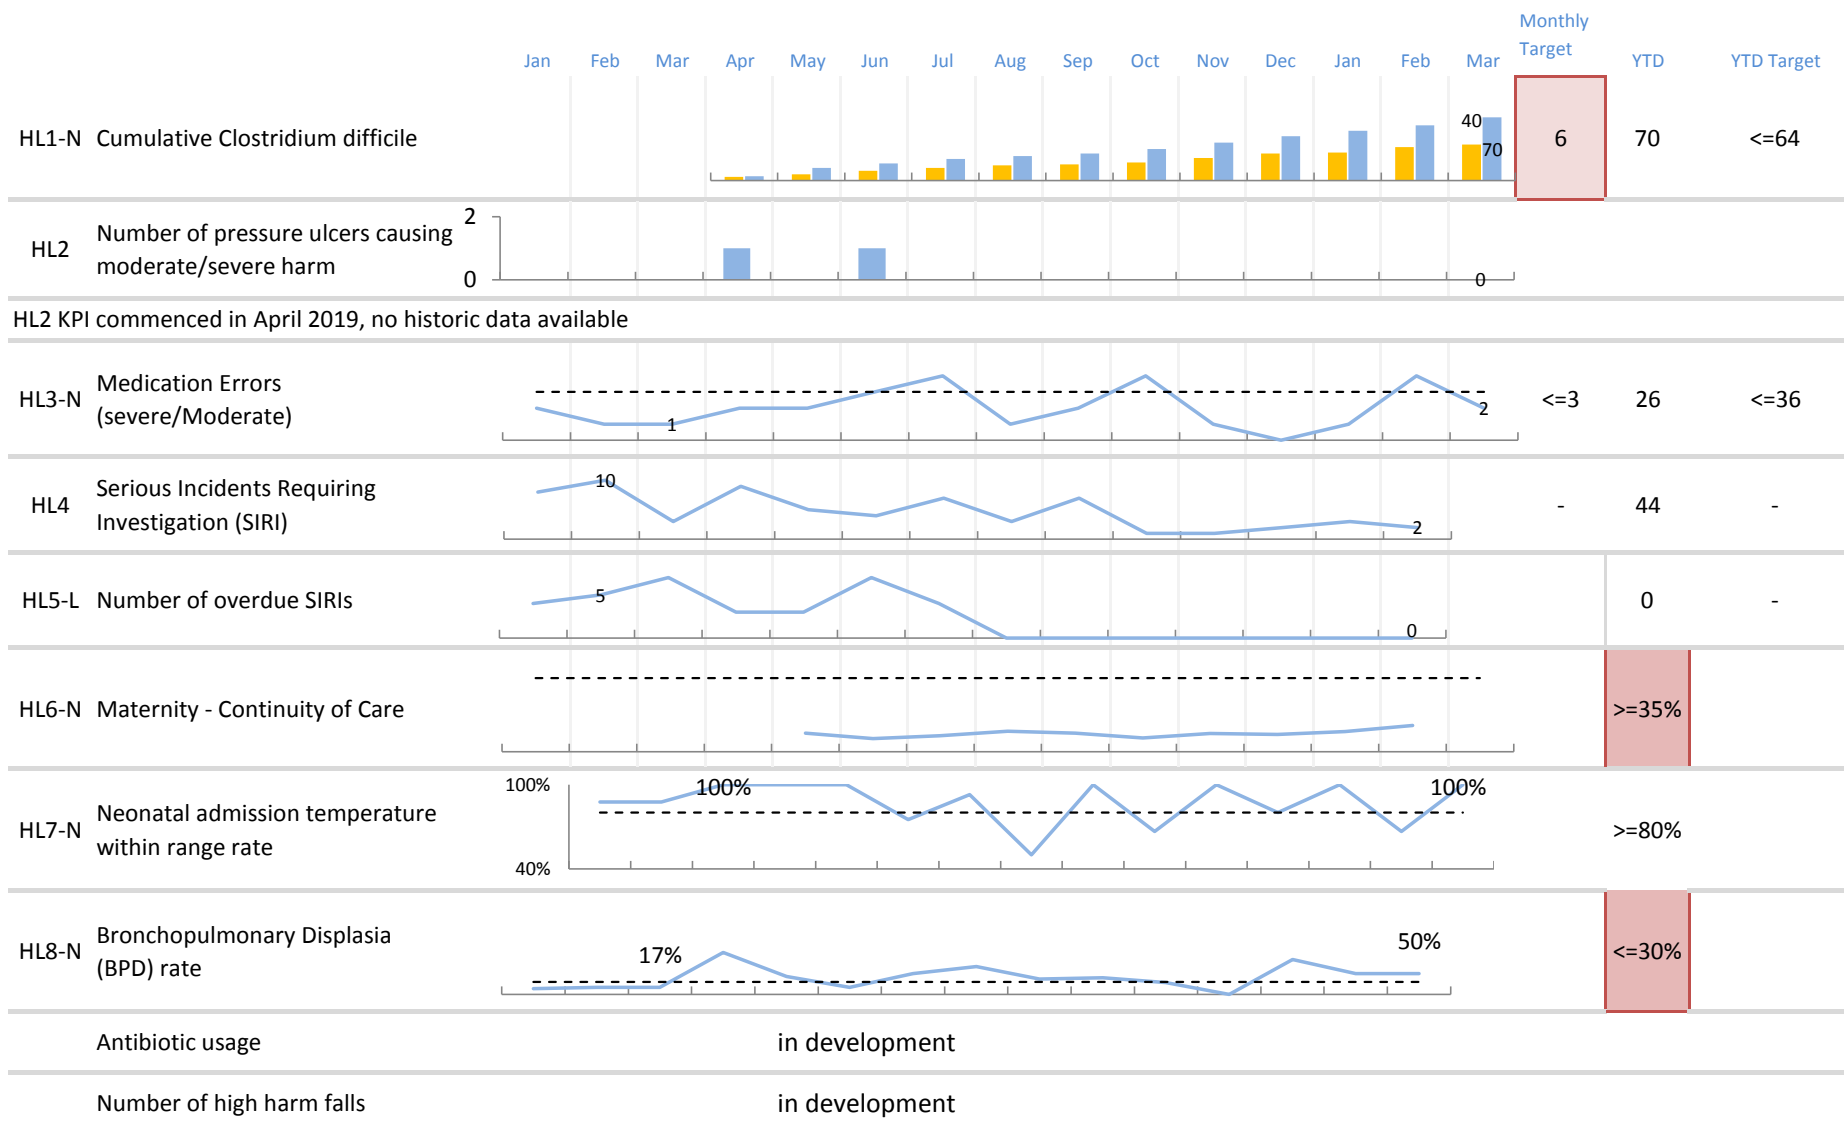 Monthly
Target
Jan Feb Mar Apr May Jun Jul Aug Sep Oct Nov Dec Jan Feb Mar YTD YTD Target
HL1-N Cumulative Clostridium difficile 40 70 6 70 <=64
HL2 Number of pressure ulcers causing
moderate/severe harm
2
0 0
HL2 KPI commenced in April 2019, no historic data available
HL3-N Medication Errors
(severe/Moderate)
1 2 <=3 26 <=36
HL4 Serious Incidents Requiring
Investigation (SIRI)
10 2 - 44 -
HL5-L Number of overdue SIRIs 5 0 0 -
HL6-N Maternity - Continuity of Care >=35%
HL7-N Neonatal admission temperature
within range rate
100% 100% 100%
40% >=80%
HL8-N Bronchopulmonary Displasia
(BPD) rate
17% 50% <=30%
Antibiotic usage in development
Number of high harm falls in development